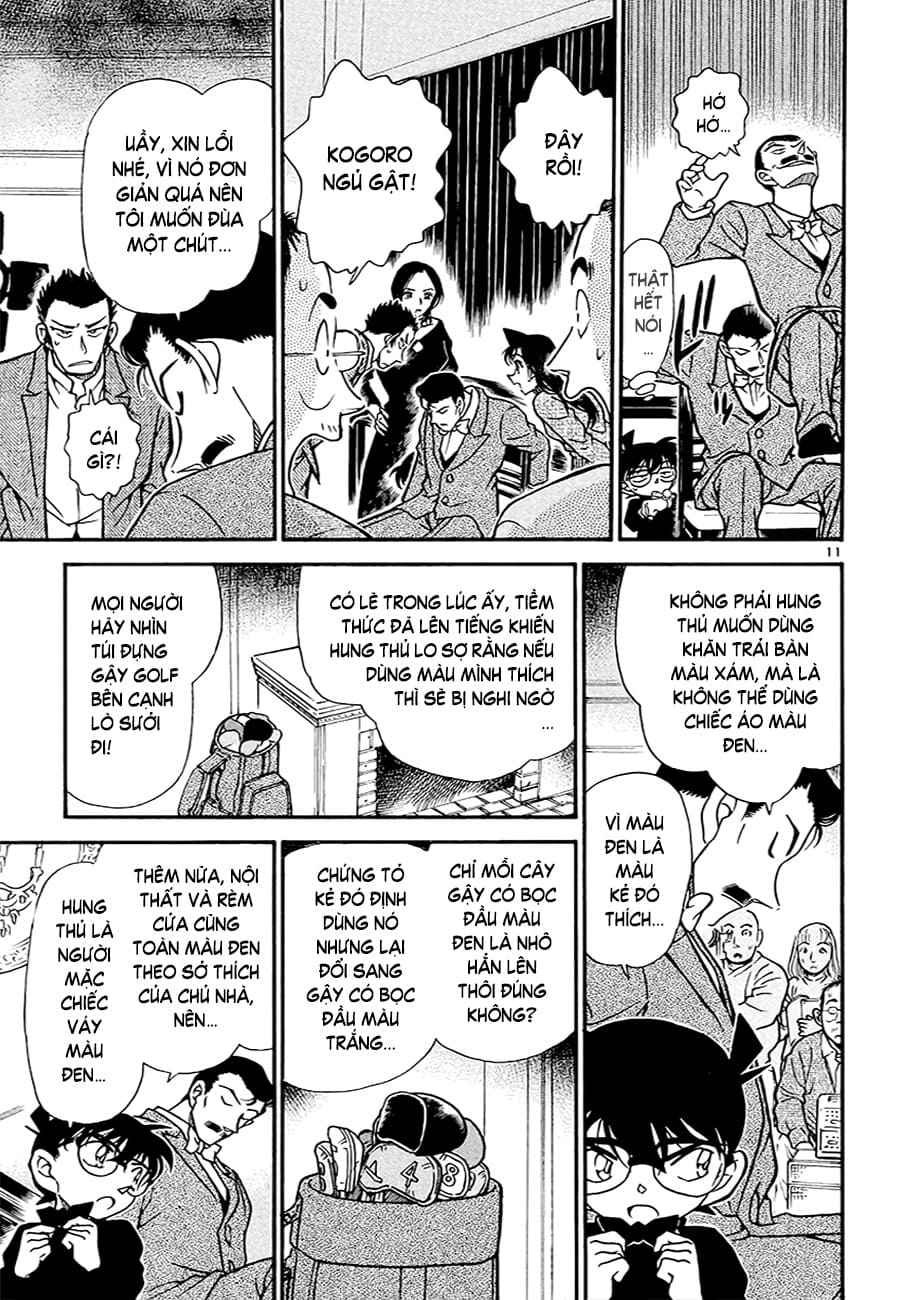 HỚ
HỚ...
THẬT
HẾT
NÓI
...
ĐÂY
RỒI!
KOGORO
NGỦ GẬT!
UẦY, XIN LỖI
NHÉ, VÌ NÓ ĐƠN
GIẢN QUÁ NÊN
TÔI MUỐN ĐÙA
MỘT CHÚT...
CÁI
GÌ?!
11
KHÔNG PHẢI HUNG
THỦ MUỐN DÙNG
KHĂN TRẢI BÀN
MÀU XÁM, MÀ LÀ
KHÔNG THỂ DÙNG
CHIẾC ÁO MÀU
ĐEN...
VÌ MÀU
ĐEN LÀ
MÀU
KẺ ĐÓ
THÍCH...
CÓ LẼ TRONG LÚC ẤY, TIỀM
THỨC ĐÃ LÊN TIẾNG KHIẾN
HUNG THỦ LO SỢ RẰNG NẾU
DÙNG MÀU MÌNH THÍCH
THÌ SẼ BỊ NGHI NGỜ
...
MỌI NGƯỜI
HÃY NHÌN
TÚI ĐỰNG
GẬY GOLF
BÊN CẠNH
LÒ SƯỞI
ĐI!
CHỈ MỖI CÂY
GẬY CÓ BỌC
ĐẦU MÀU
ĐEN LÀ NHÔ
HẲN LÊN
THÔI ĐÚNG
KHÔNG?
CHỨNG TỎ
KẺ ĐÓ ĐỊNH
DÙNG NÓ
NHƯNG LẠI
ĐỔI SANG
GẬY CÓ BỌC
ĐẦU MÀU
TRẮNG...
4 4 8
THÊM NỮA, NỘI
THẤT VÀ RÈM
CỬA CŨNG
TOÀN MÀU ĐEN
THEO SỞ THÍCH
CỦA CHỦ NHÀ,
NÊN...
HUNG
THỦ LÀ
NGƯỜI
MẶC
CHIẾC
VÁY
MÀU
ĐEN...